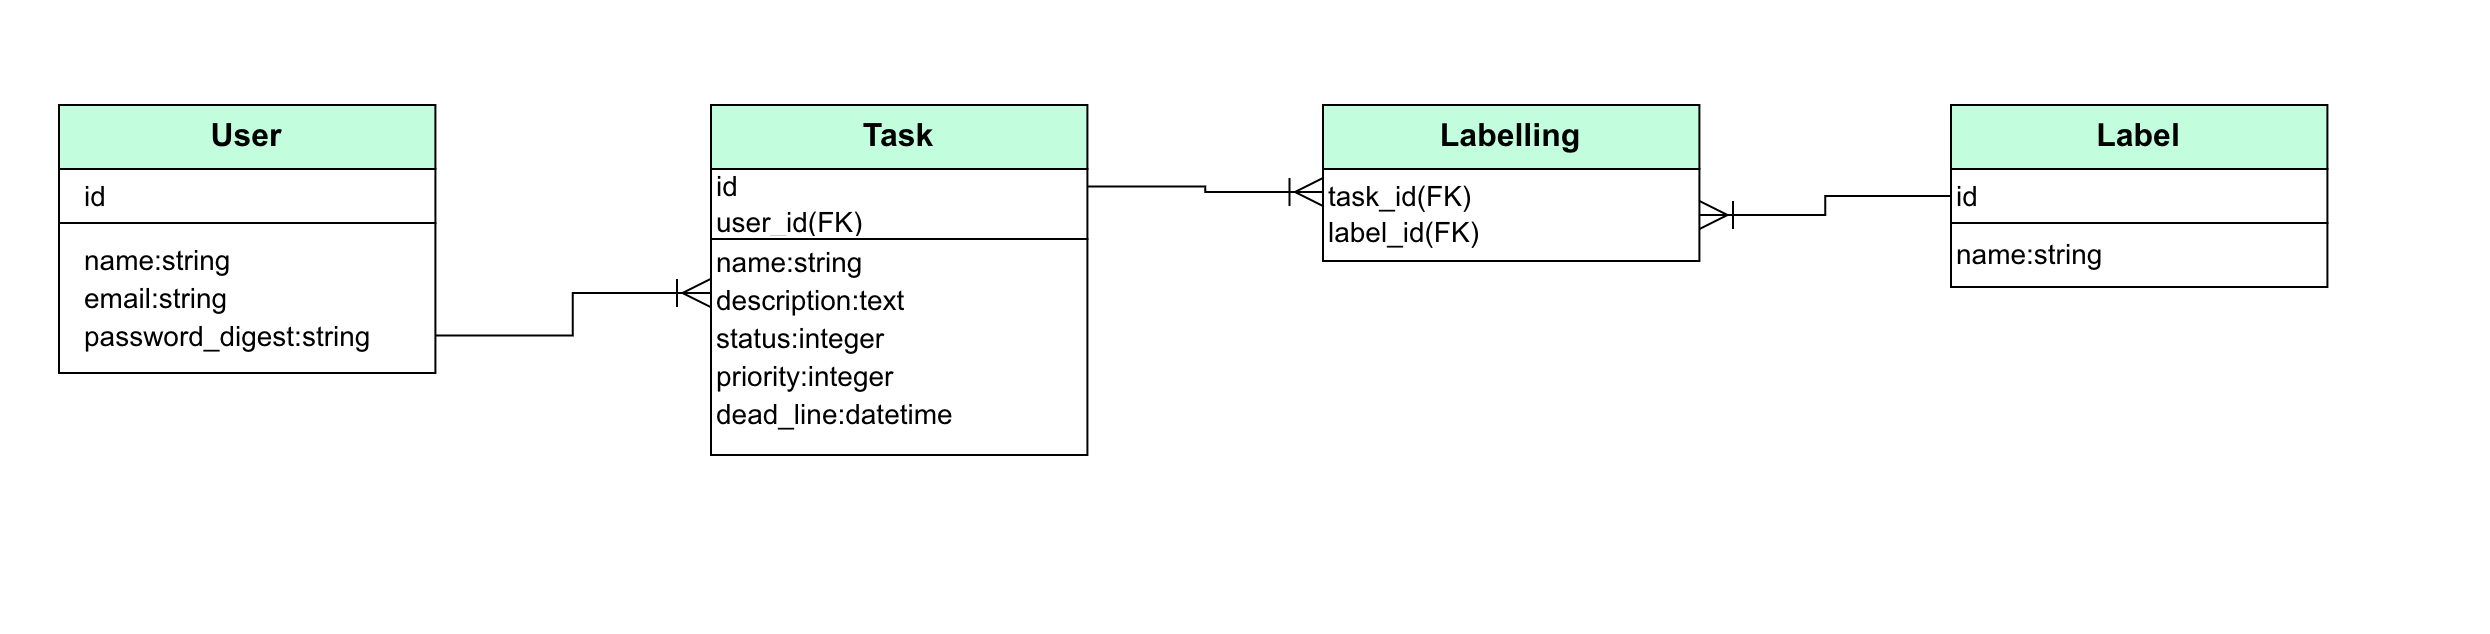 User
id
name:string
email:string
password_digest:string
Task
id
user_id(FK)
name:string
description:text
status:integer
priority:integer
dead_line:datetime
Labelling
task_id(FK)
label_id(FK)
Label
id
name:string